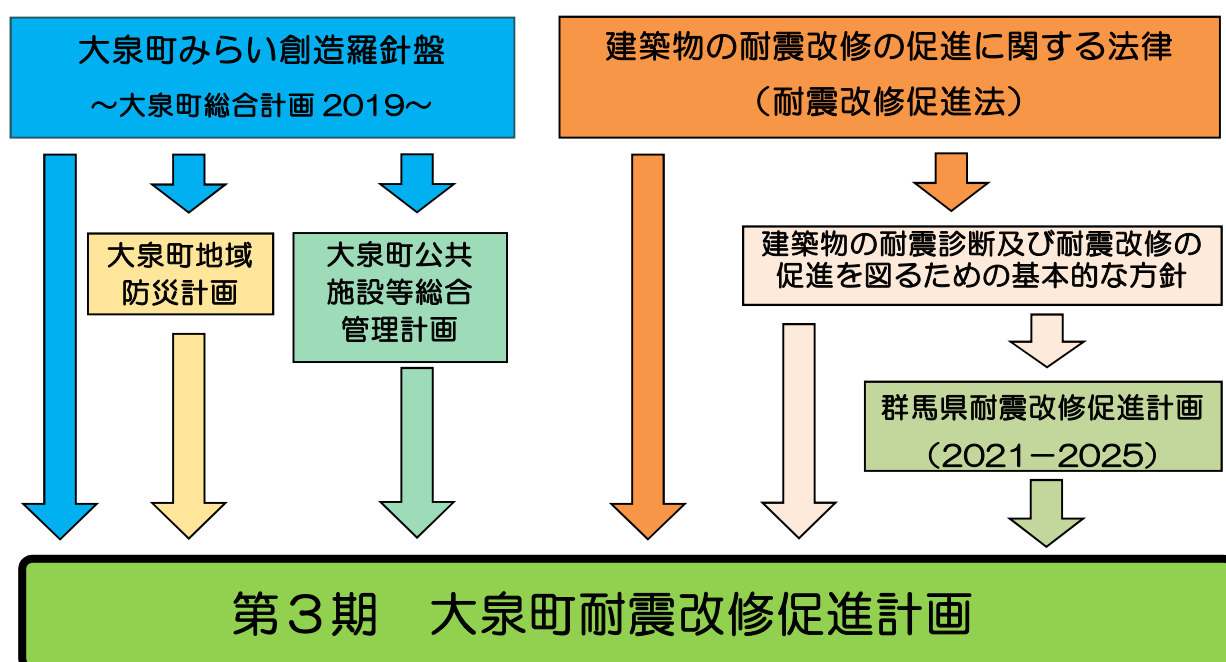 大泉町みらい創造羅針盤
～大泉町総合計画2019～
建築物の耐震改修の促進に関する法律
（耐震改修促進法）
大泉町地域
防災計画
大泉町公共
施設等総合
管理計画
建築物の耐震診断及び耐震改修の
促進を図るための基本的な方針
群馬県耐震改修促進計画
（2021－2025）
第３期　大泉町耐震改修促進計画